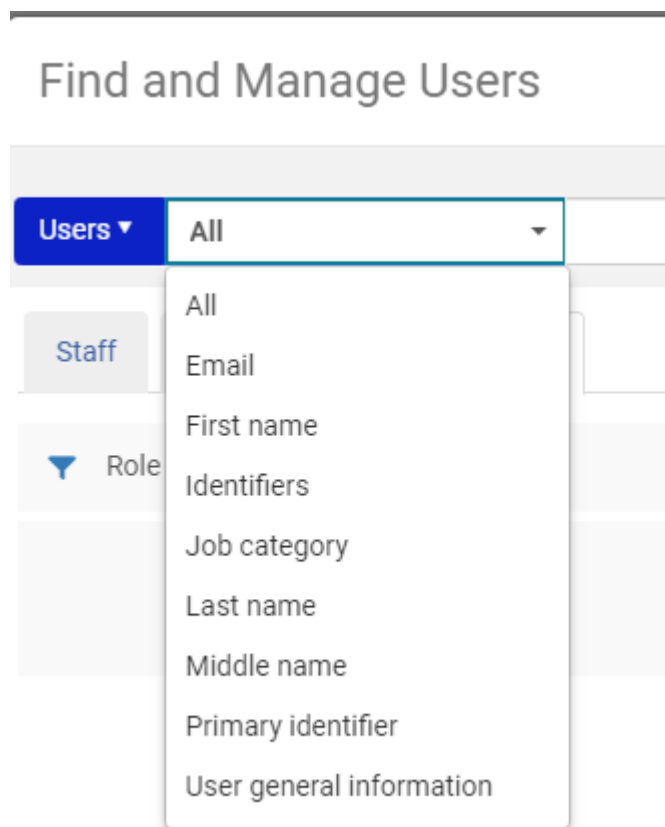 Find and Manage Users
Users ▼ All
All
Staff
Email
First name
Role
Identifiers
Job category
Last name
Middle name
Primary identifier
User general information